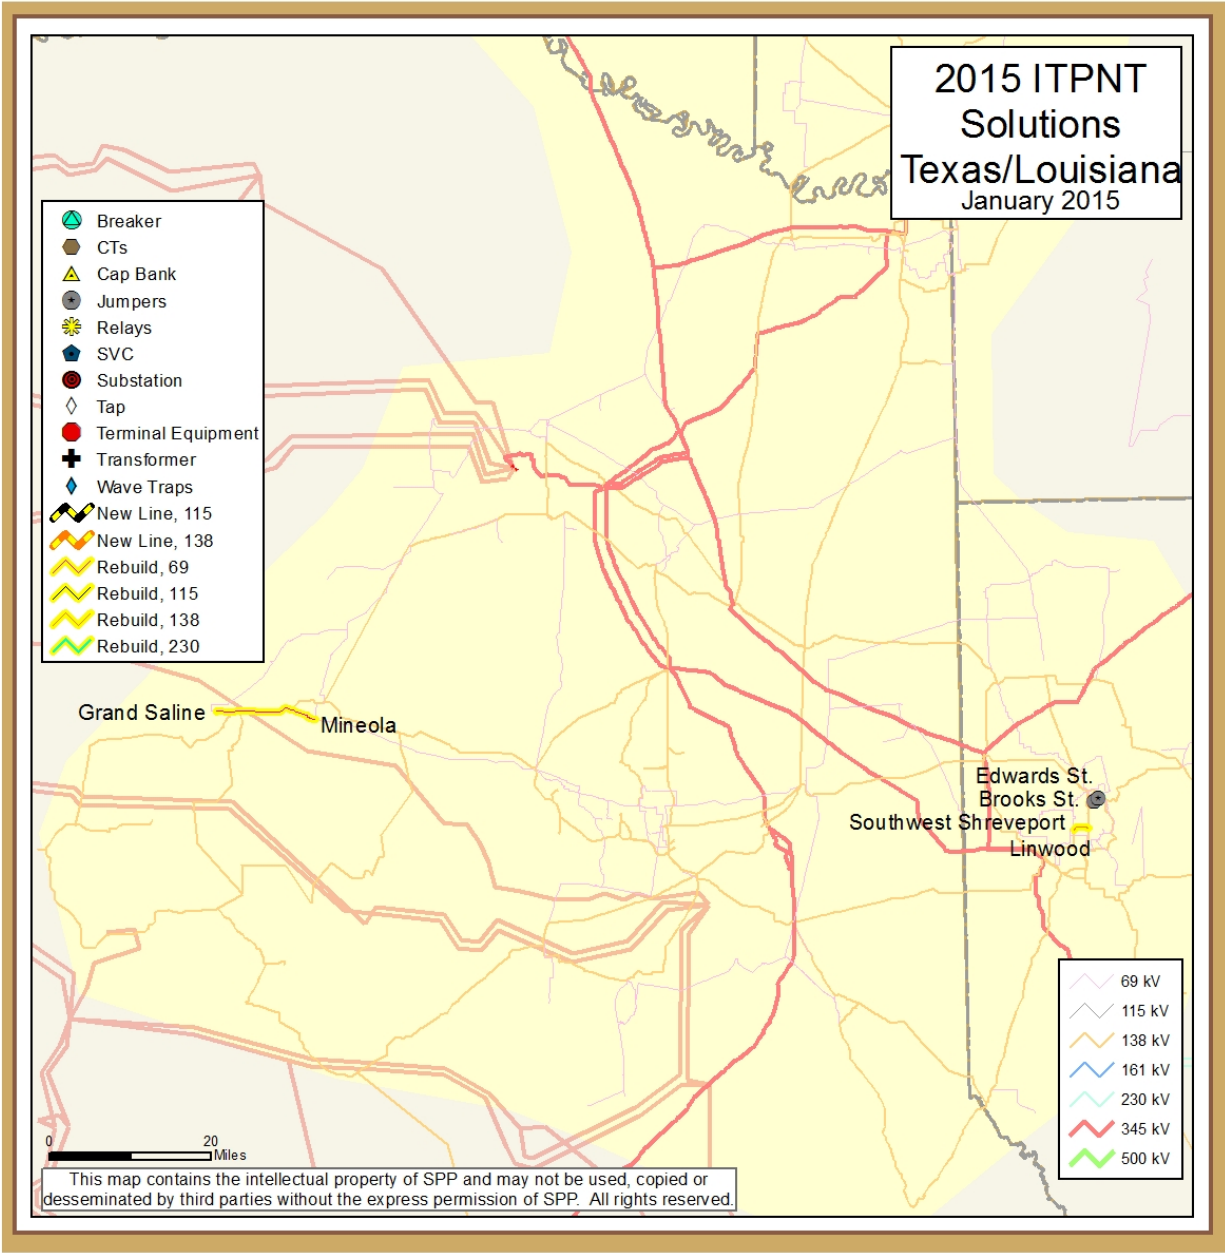 2015 ITPNT
Solutions
Texas/Louisiana
January 2015
Breaker
CTs
Cap Bank
Jumpers
Relays
SVC
Substation
Tap
Terminal Equipment
Transformer
Wave Traps
New Line, 115
New Line, 138
Rebuild, 69
Rebuild, 115
Rebuild, 138
Rebuild, 230
Grand Saline
Mineola
Edwards St.
Brooks St.
Southwest Shreveport
Linwood
69 kV
115 kV
138 kV
161 kV
230 kV
345 kV
500 kV
0 20
Miles
This map contains the intellectual property of SPP and may not be used, copied or
desseminated by third parties without the express permission of SPP. All rights reserved.